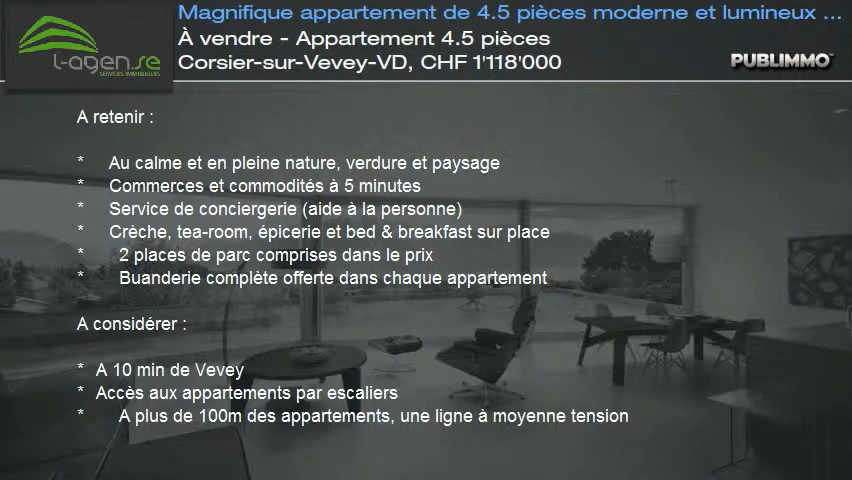 Magnifique appartement de 4.5 pièces moderne et lumineux ...
À vendre - Appartement 4.5 pièces
Corsier-sur-Vevey-VD, CHF 1'118'000
l-agence
SERVICES IMMOBILIERS
PUBLIMMO
A retenir :
* Au calme et en pleine nature, verdure et paysage
* Commerces et commodités à 5 minutes
* Service de conciergerie (aide à la personne)
* Crèche, tea-room, épicerie et bed & breakfast sur place
* 2 places de parc comprises dans le prix
* Buanderie complète offerte dans chaque appartement
A considérer :
* A 10 min de Vevey
* Accès aux appartements par escaliers
* A plus de 100m des appartements, une ligne à moyenne tension